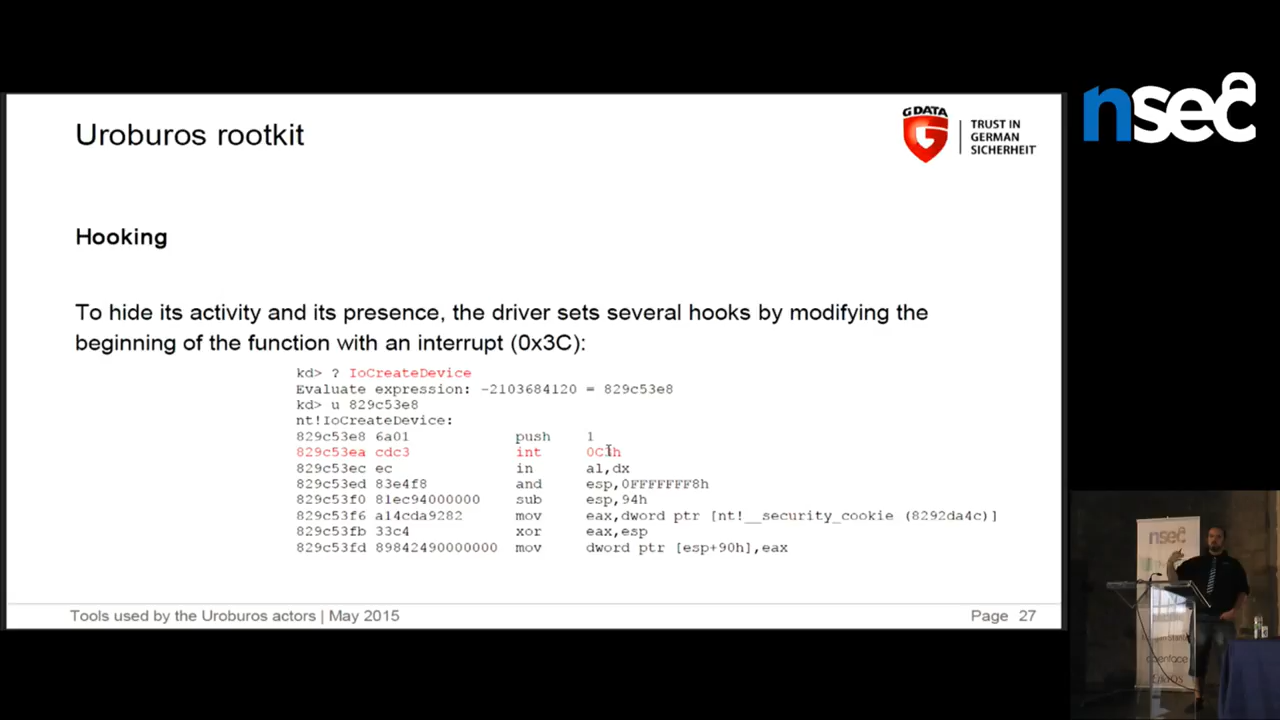 Uroburos rootkit
G DATA
TRUST IN
GERMAN
SICHERHEIT
nsec
Hooking
To hide its activity and its presence, the driver sets several hooks by modifying the
beginning of the function with an interrupt (0x3C):
kd> ? IoCreateDevice
Evaluate expression: -2103684120 = 829c53e8
kd> u 829c53e8
nt!IoCreateDevice:
829c53e8 6a01 push 1
829c53ea cdc3 int 0C3h
829c53ec ec in al,dx
829c53ed 83e4f8 and esp,0FFFFFFF8h
829c53f0 81ec94000000 sub esp,94h
829c53f6 a14cda9282 mov eax,dword ptr [nt!__security_cookie (8292da4c)]
829c53fb 33c4 xor eax,esp
829c53fd 89842490000000 mov dword ptr [esp+90h],eax
Tools used by the Uroburos actors | May 2015
Page 27
nsec